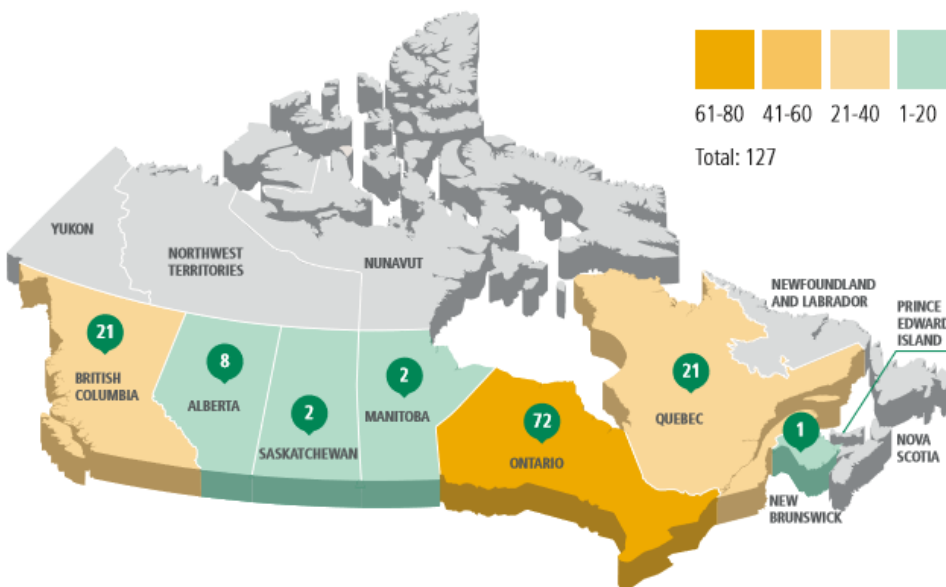 61-80 41-60 21-40 1-20
Total: 127
YUKON
NORTHWEST
TERRITORIES
NUNAVUT
NEWFOUNDLAND
AND LABRADOR
PRINCE
EDWARD
ISLAND
21
BRITISH
COLUMBIA
8
ALBERTA
2
SASKATCHEWAN
2
MANITOBA
72
ONTARIO
21
QUEBEC
1
NOVA
SCOTIA
NEW
BRUNSWICK